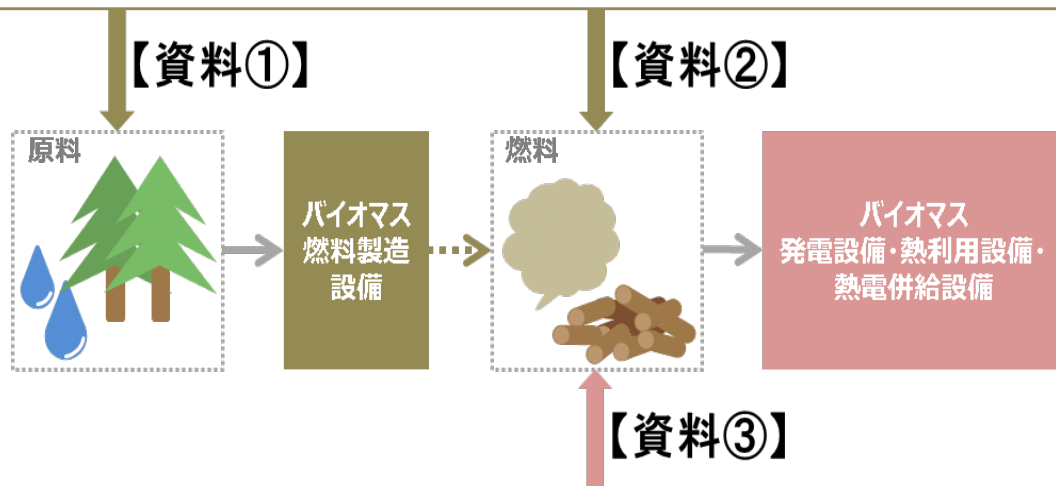 【資料①】
【資料②】
原料
バイオマス
燃料製造
設備
燃料
バイオマス
発電設備・熱利用設備・
熱電併給設備
【資料③】